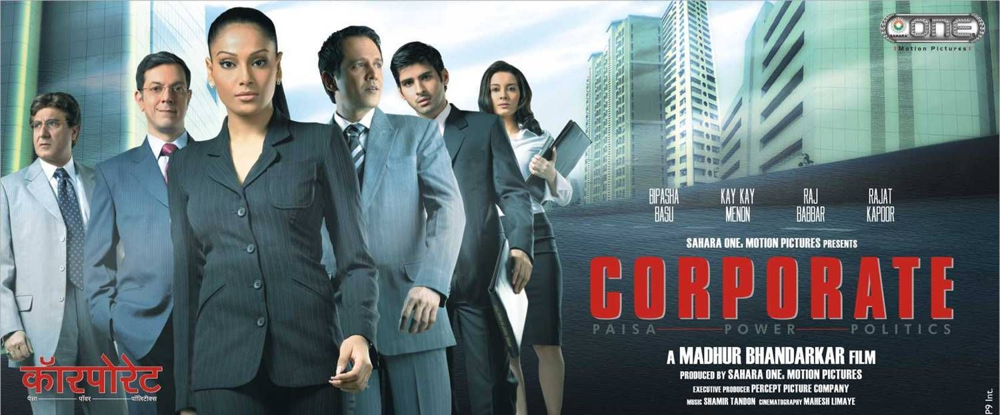 SAHARA ONE
Motion Pictures
BIPASHA BASU
KAY KAY MENON
RAJ BABBAR
RAJAT KAPOOR
SAHARA ONE. MOTION PICTURES PRESENTS
CORPORATE
PAISA POWER POLITICS
A MADHUR BHANDARKAR FILM
PRODUCED BY SAHARA ONE. MOTION PICTURES
EXECUTIVE PRODUCER PERCEPT PICTURE COMPANY
MUSIC SHAMIR TANDON CINEMATOGRAPHY MAHESH LIMAYE
कॉरपोरेट
पैसा पॉवर पॉलिटीक्स
P9 Int.